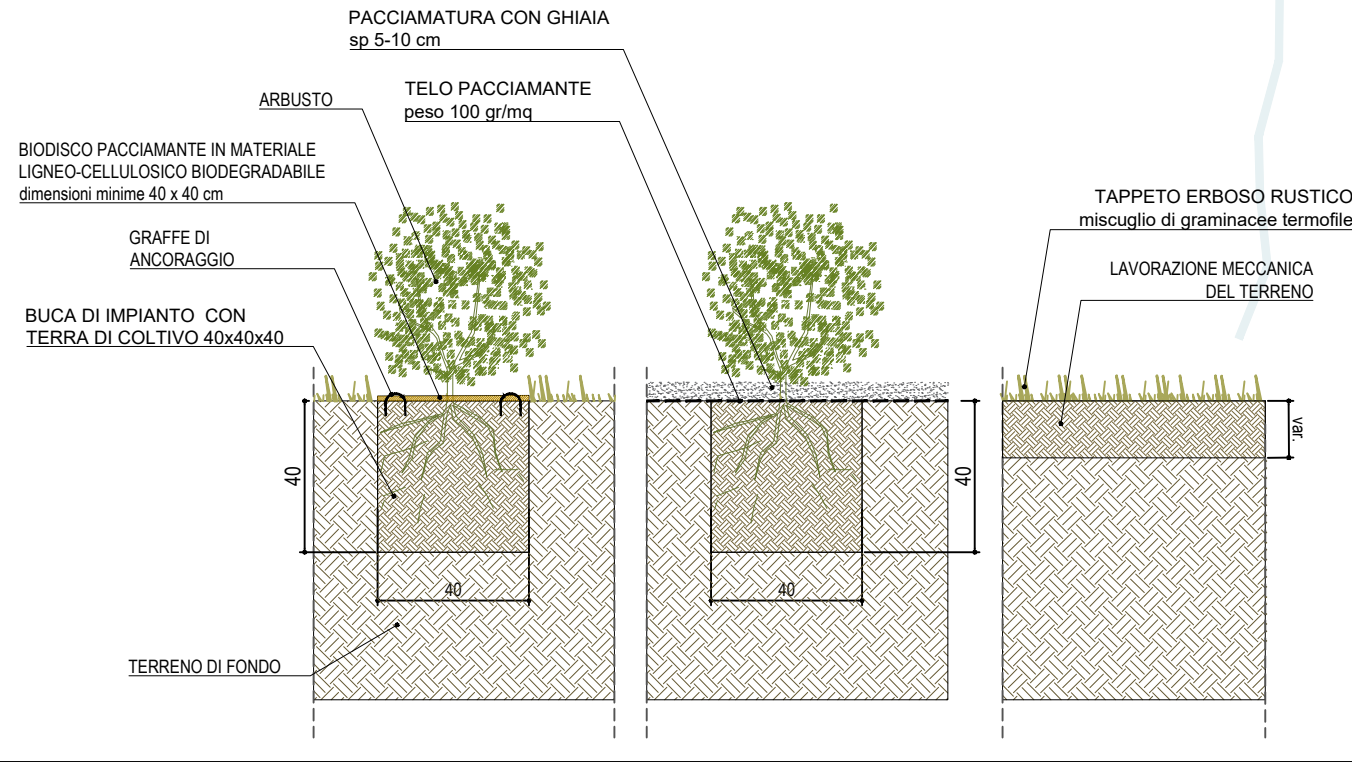 PACCIAMATURA CON GHIAIA
sp 5-10 cm
TELO PACCIAMANTE
peso 100 gr/mq
ARBUSTO
BIODISCO PACCIAMANTE IN MATERIALE
LIGNEO-CELLULOSICO BIODEGRADABILE
dimensioni minime 40 x 40 cm
GRAFFE DI
ANCORAGGIO
BUCA DI IMPIANTO CON
TERRA DI COLTIVO 40x40x40
TERRENO DI FONDO
40
40
40
40
TAPPETO ERBOSO RUSTICO
miscuglio di graminacee termofile
LAVORAZIONE MECCANICA
DEL TERRENO
var.